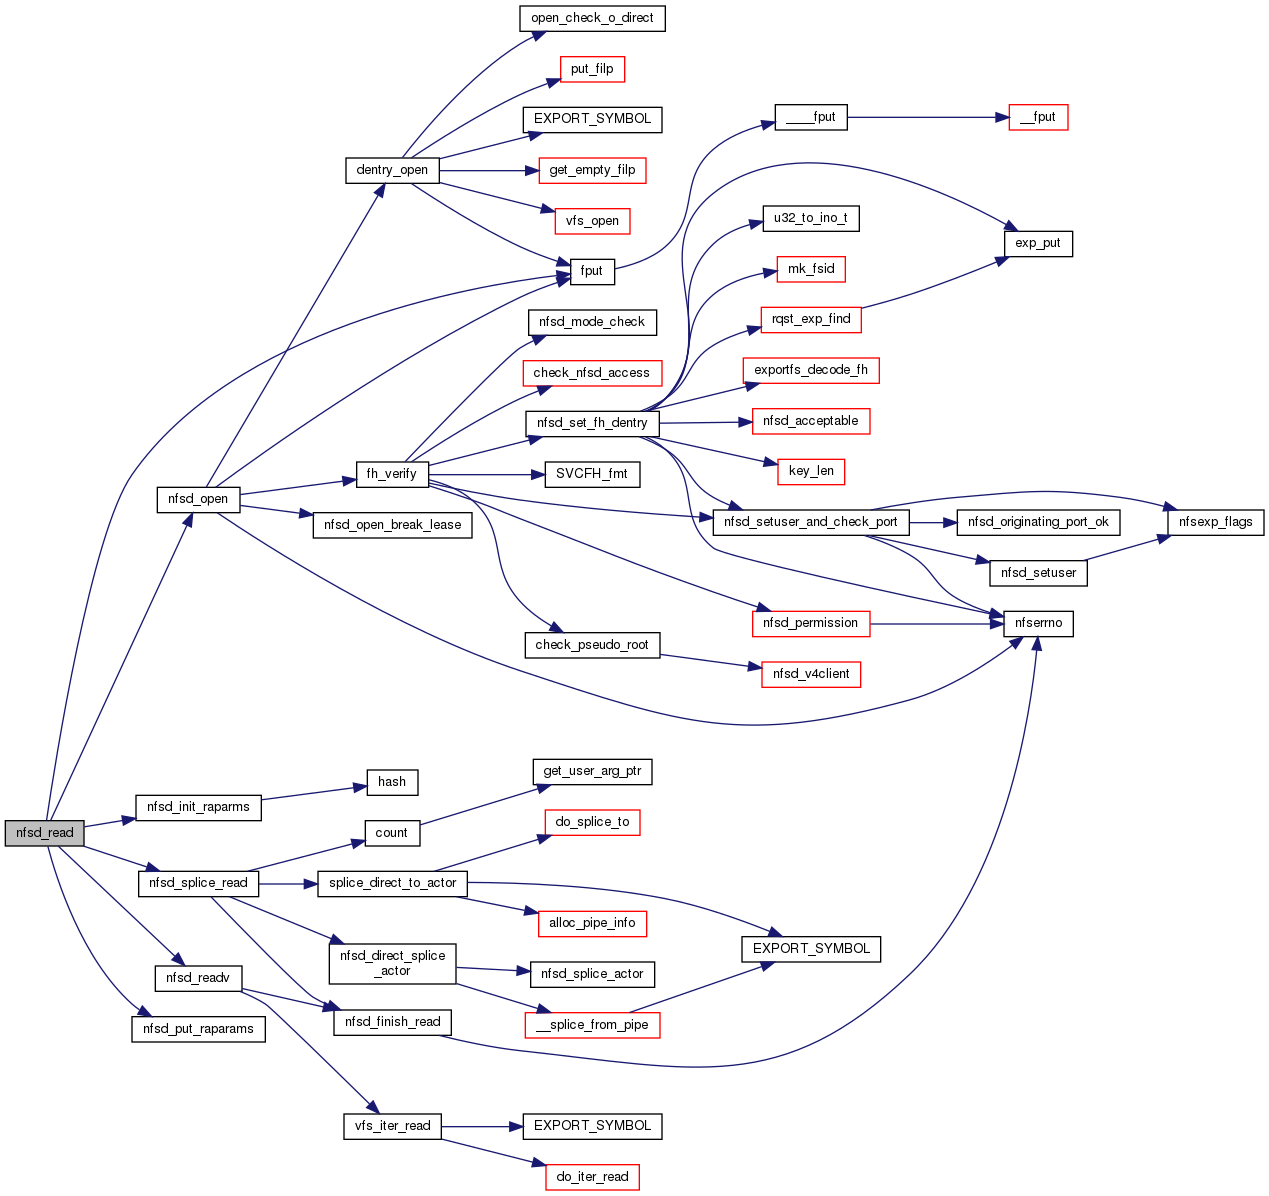 open_check_o_direct
put_filp
EXPORT_SYMBOL
____fput
__fput
dentry_open
get_empty_filp
vfs_open
u32_to_ino_t
exp_put
fput
mk_fsid
nfsd_mode_check
rqst_exp_find
check_nfsd_access
exportfs_decode_fh
nfsd_set_fh_dentry
nfsd_acceptable
fh_verify
SVCFH_fmt
key_len
nfsd_open
nfsd_open_break_lease
nfsd_setuser_and_check_port
nfsd_originating_port_ok
nfsexp_flags
nfsd_setuser
nfsd_permission
nfserrno
check_pseudo_root
nfsd_v4client
get_user_arg_ptr
hash
nfsd_init_raparms
do_splice_to
nfsd_read
count
nfsd_splice_read
splice_direct_to_actor
alloc_pipe_info
EXPORT_SYMBOL
nfsd_direct_splice
_actor
nfsd_readv
nfsd_splice_actor
nfsd_put_raparams
nfsd_finish_read
__splice_from_pipe
vfs_iter_read
EXPORT_SYMBOL
do_iter_read